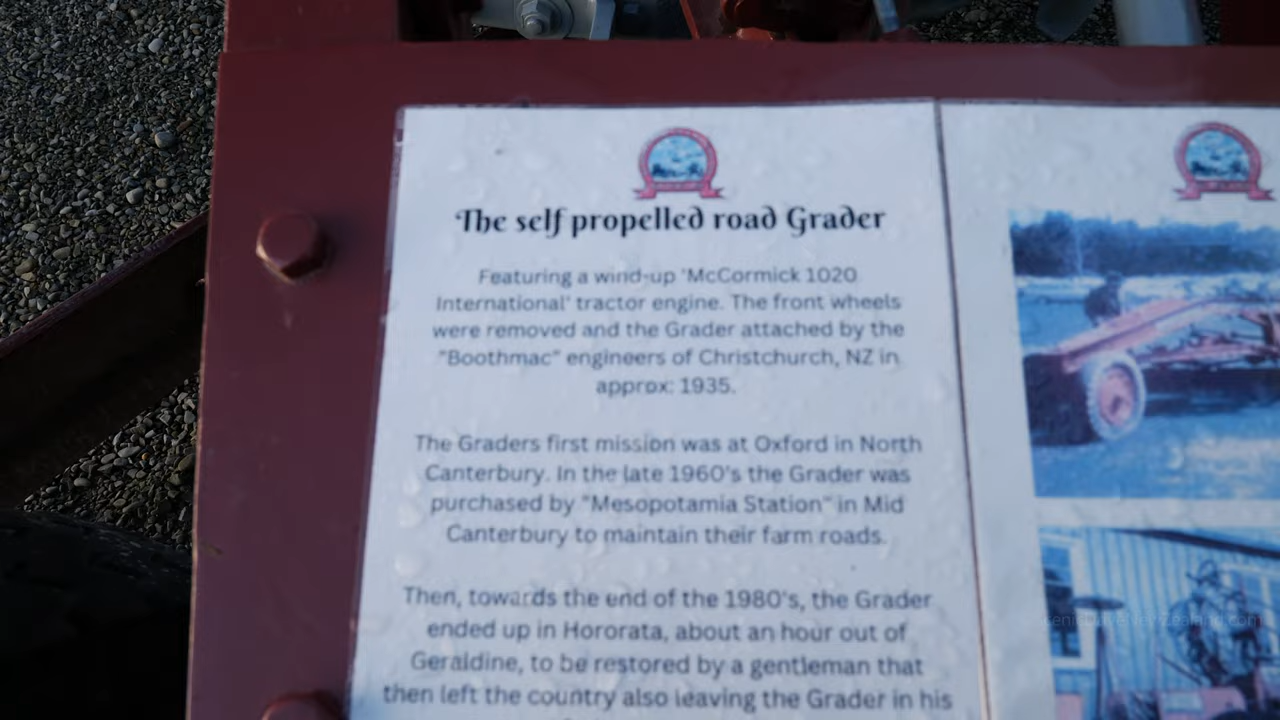 The self propelled road Grader
Featuring a wind-up 'McCormick 1020
International' tractor engine. The front wheels
were removed and the Grader attached by the
"Boothmac" engineers of Christchurch, NZ in
approx: 1935.
The Graders first mission was at Oxford in North
Canterbury. In the late 1960's the Grader was
purchased by "Mesopotamia Station" in Mid
Canterbury to maintain their farm roads.
Then, towards the end of the 1980's, the Grader
ended up in Hororata, about an hour out of
Geraldine, to be restored by a gentleman that
then left the country also leaving the Grader in his